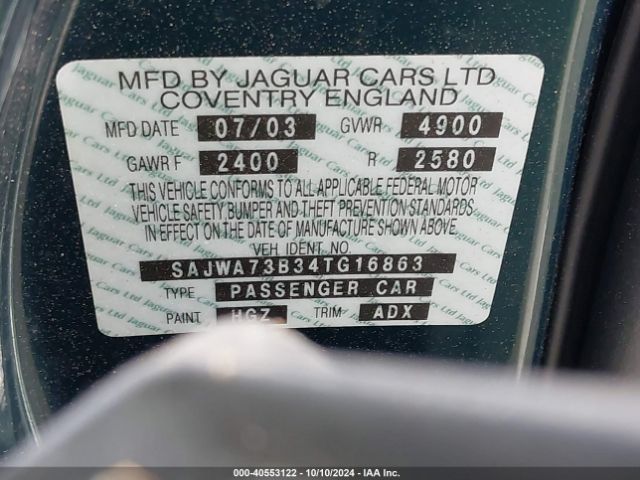 MFD BY JAGUAR CARS LTD
COVENTRY ENGLAND
MFD DATE 07/03 GVWR 4900
GAWR F 2400 R 2580
THIS VEHICLE CONFORMS TO ALL APPLICABLE FEDERAL MOTOR
VEHICLE SAFETY BUMPER AND THEFT PREVENTION STANDARDS
IN EFFECT ON THE DATE OF MANUFACTURE SHOWN ABOVE.
VEH IDENT NO
SAJWA73B34TG16863
TYPE PASSENGER CAR
PAINT HGZ TRIM ADX
000-40553122 - 10/10/2024 - IAA Inc.